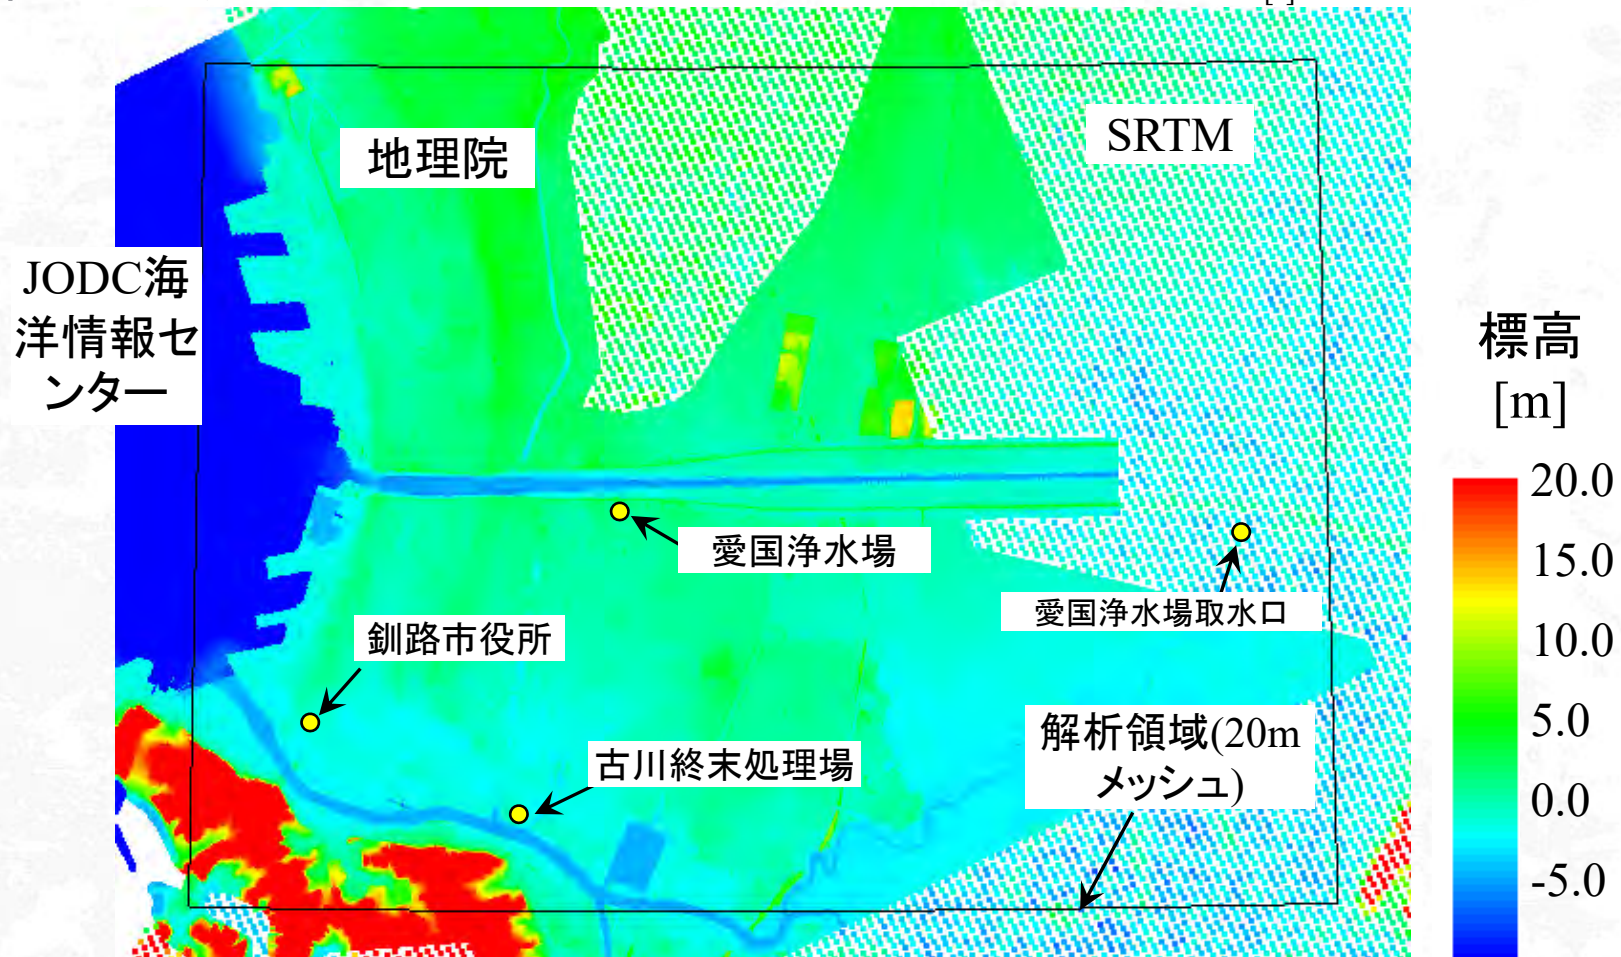 [ ]
地理院
SRTM
JODC海
洋情報セ
ンター
標高
[m]
20.0
15.0
10.0
5.0
0.0
-5.0
愛国浄水場
愛国浄水場取水口
釧路市役所
古川終末処理場
解析領域(20m
メッシュ)